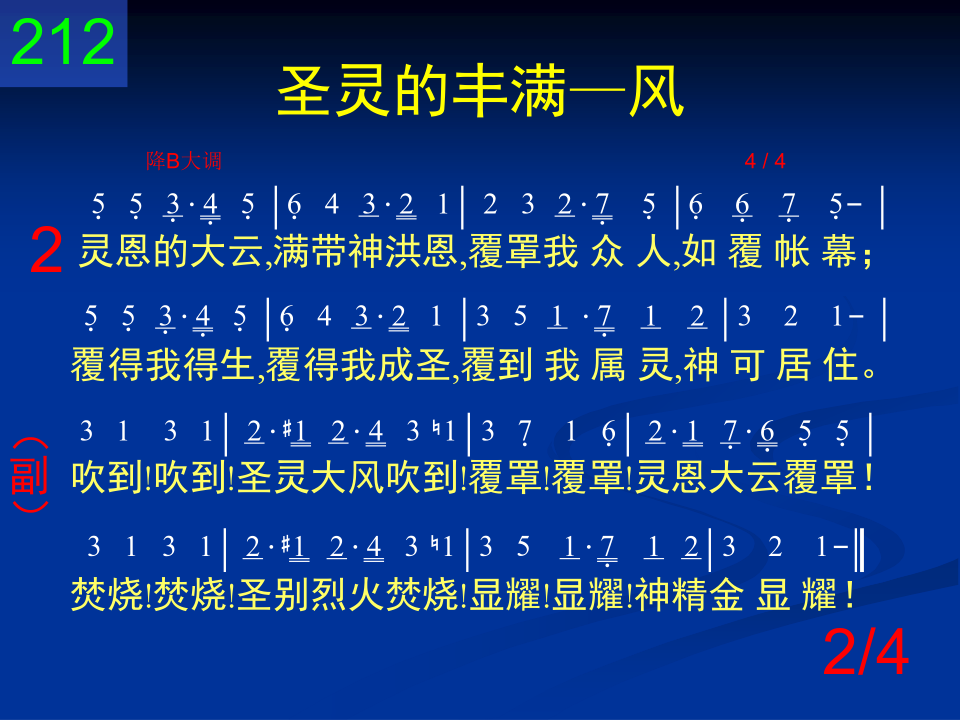 212
圣灵的丰满—风
降B大调 4 / 4
5 5 3 · 4 5 | 6 4 3 · 2 1 | 2 3 2 · 7 5 | 6 6 7 5 – |
2 灵恩的大云,满带神洪恩,覆罩我 众 人,如 覆 帐 幕；
5 5 3 · 4 5 | 6 4 3 · 2 1 | 3 5 1 · 7 1 2 | 3 2 1 – |
覆得我得生,覆得我成圣,覆到 我 属 灵,神 可 居 住。
3 1 3 1 | 2 · ♯1 2 · 4 3 ♮1 | 3 7 1 6 | 2 · 1 7 · 6 5 5 |
（副） 吹到!吹到!圣灵大风吹到!覆罩!覆罩!灵恩大云覆罩！
3 1 3 1 | 2 · ♯1 2 · 4 3 ♮1 | 3 5 1 · 7 1 2 | 3 2 1 – ‖
焚烧!焚烧!圣别烈火焚烧!显耀!显耀!神精金 显 耀！
2/4